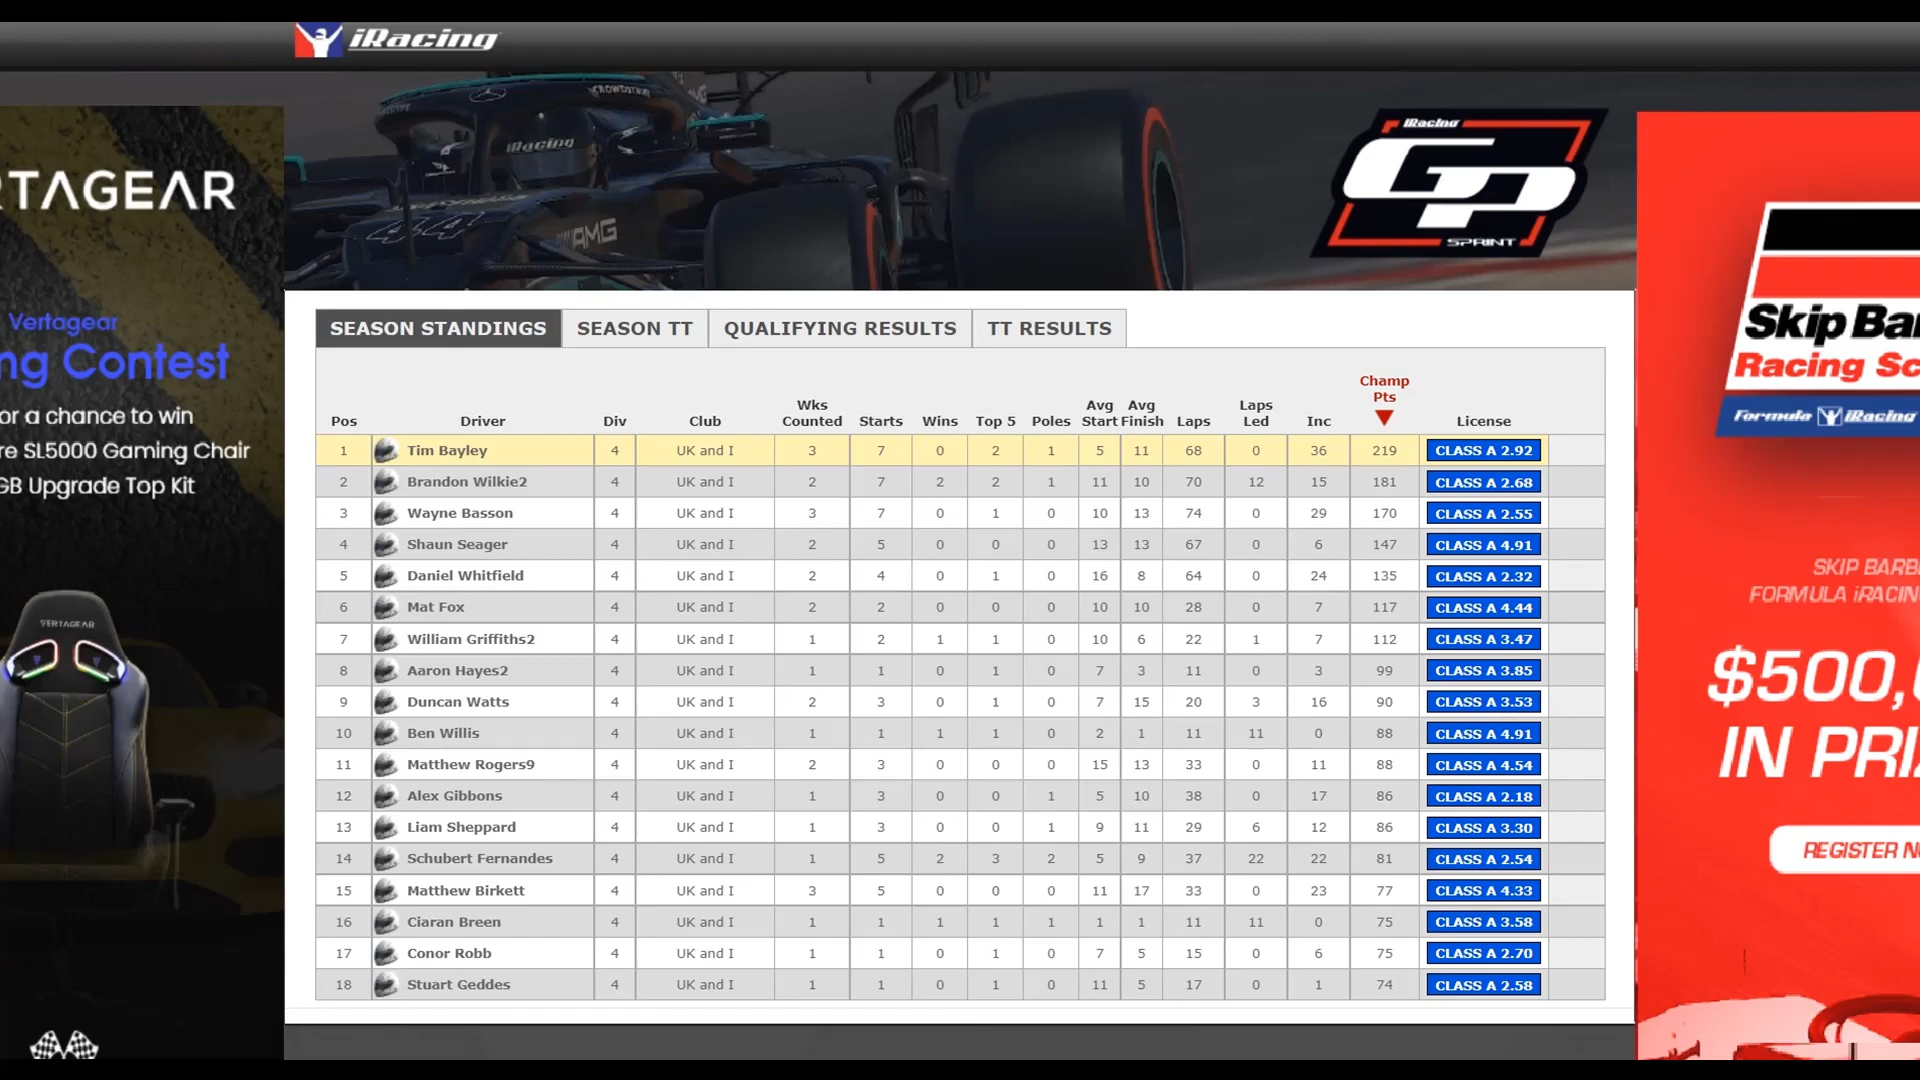 iRacing
CROWDSTRIKE
iRacing
44
AMG
iRacing
GP
SPRINT
RTAGEAR
Vertagear
ng Contest
or a chance to win
re SL5000 Gaming Chair
GB Upgrade Top Kit
VERTAGEAR
SEASON STANDINGS SEASON TT QUALIFYING RESULTS TT RESULTS
Pos Driver Div Club Wks Counted Starts Wins Top 5 Poles Avg Start Avg Finish Laps Laps Led Inc Champ Pts License
1 Tim Bayley 4 UK and I 3 7 0 2 1 5 11 68 0 36 219 CLASS A 2.92
2 Brandon Wilkie2 4 UK and I 2 7 2 2 1 11 10 70 12 15 181 CLASS A 2.68
3 Wayne Basson 4 UK and I 3 7 0 1 0 10 13 74 0 29 170 CLASS A 2.55
4 Shaun Seager 4 UK and I 2 5 0 0 0 13 13 67 0 6 147 CLASS A 4.91
5 Daniel Whitfield 4 UK and I 2 4 0 1 0 16 8 64 0 24 135 CLASS A 2.32
6 Mat Fox 4 UK and I 2 2 0 0 0 10 10 28 0 7 117 CLASS A 4.44
7 William Griffiths2 4 UK and I 1 2 1 1 0 10 6 22 1 7 112 CLASS A 3.47
8 Aaron Hayes2 4 UK and I 1 1 0 1 0 7 3 11 0 3 99 CLASS A 3.85
9 Duncan Watts 4 UK and I 2 3 0 1 0 7 15 20 3 16 90 CLASS A 3.53
10 Ben Willis 4 UK and I 1 1 1 1 0 2 1 11 11 0 88 CLASS A 4.91
11 Matthew Rogers9 4 UK and I 2 3 0 0 0 15 13 33 0 11 88 CLASS A 4.54
12 Alex Gibbons 4 UK and I 1 3 0 0 1 5 10 38 0 17 86 CLASS A 2.18
13 Liam Sheppard 4 UK and I 1 3 0 0 1 9 11 29 6 12 86 CLASS A 3.30
14 Schubert Fernandes 4 UK and I 1 5 2 3 2 5 9 37 22 22 81 CLASS A 2.54
15 Matthew Birkett 4 UK and I 3 5 0 0 0 11 17 33 0 23 77 CLASS A 4.33
16 Ciaran Breen 4 UK and I 1 1 1 1 1 1 1 11 11 0 75 CLASS A 3.58
17 Conor Robb 4 UK and I 1 1 0 1 0 7 5 15 0 6 75 CLASS A 2.70
18 Stuart Geddes 4 UK and I 1 1 0 1 0 11 5 17 0 1 74 CLASS A 2.58
Skip Bar
Racing Sc
Formula iRacing
SKIP BARB
FORMULA iRACIN
$500,
IN PRI
REGISTER N